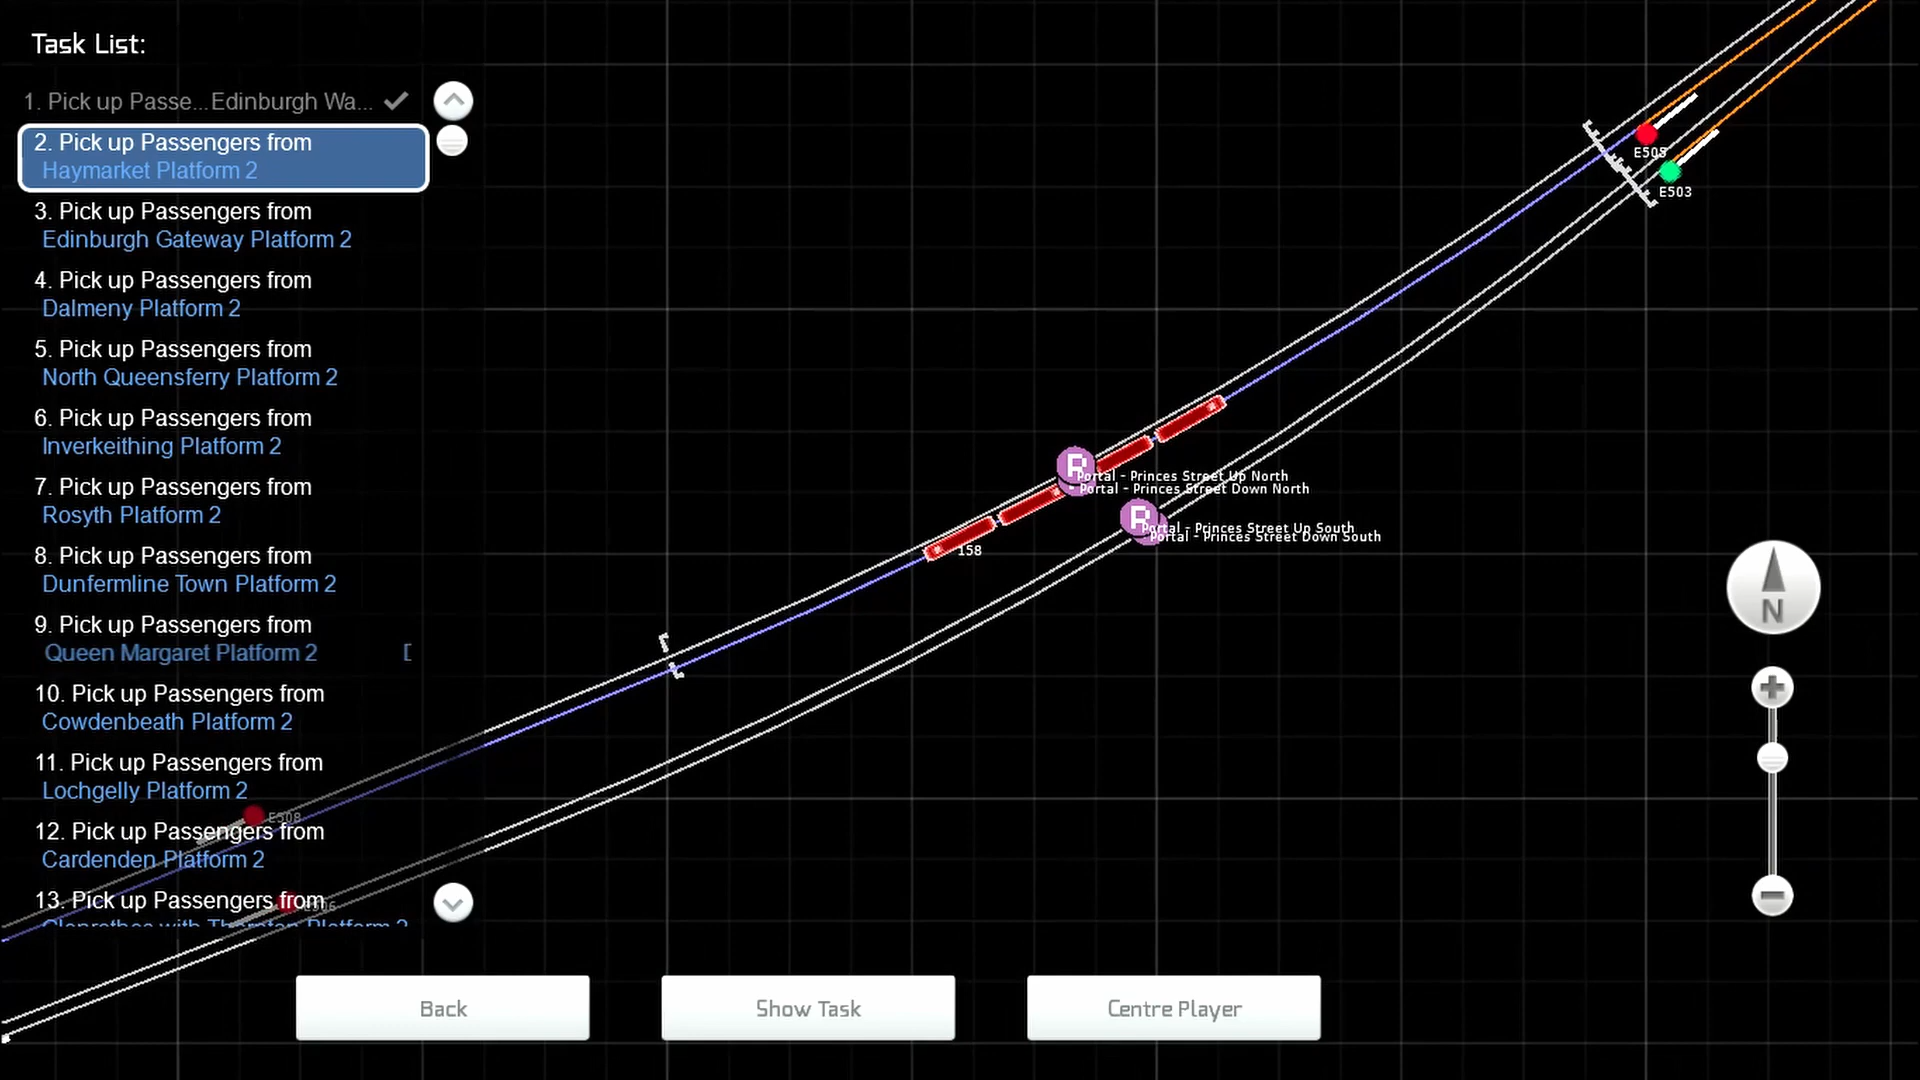 Task List:
1. Pick up Passe... Edinburgh Wa...
2. Pick up Passengers from
Haymarket Platform 2
3. Pick up Passengers from
Edinburgh Gateway Platform 2
4. Pick up Passengers from
Dalmeny Platform 2
5. Pick up Passengers from
North Queensferry Platform 2
6. Pick up Passengers from
Inverkeithing Platform 2
7. Pick up Passengers from
Rosyth Platform 2
8. Pick up Passengers from
Dunfermline Town Platform 2
9. Pick up Passengers from
Queen Margaret Platform 2
10. Pick up Passengers from
Cowdenbeath Platform 2
11. Pick up Passengers from
Lochgelly Platform 2
12. Pick up Passengers from
Cardenden Platform 2
13. Pick up Passengers from
Glenrothes with Thornton Platform 2
E505
E503
P
Portal - Princes Street Up North
Portal - Princes Street Down North
P
Portal - Princes Street Up South
Portal - Princes Street Down South
158
E508
N
Back
Show Task
Centre Player